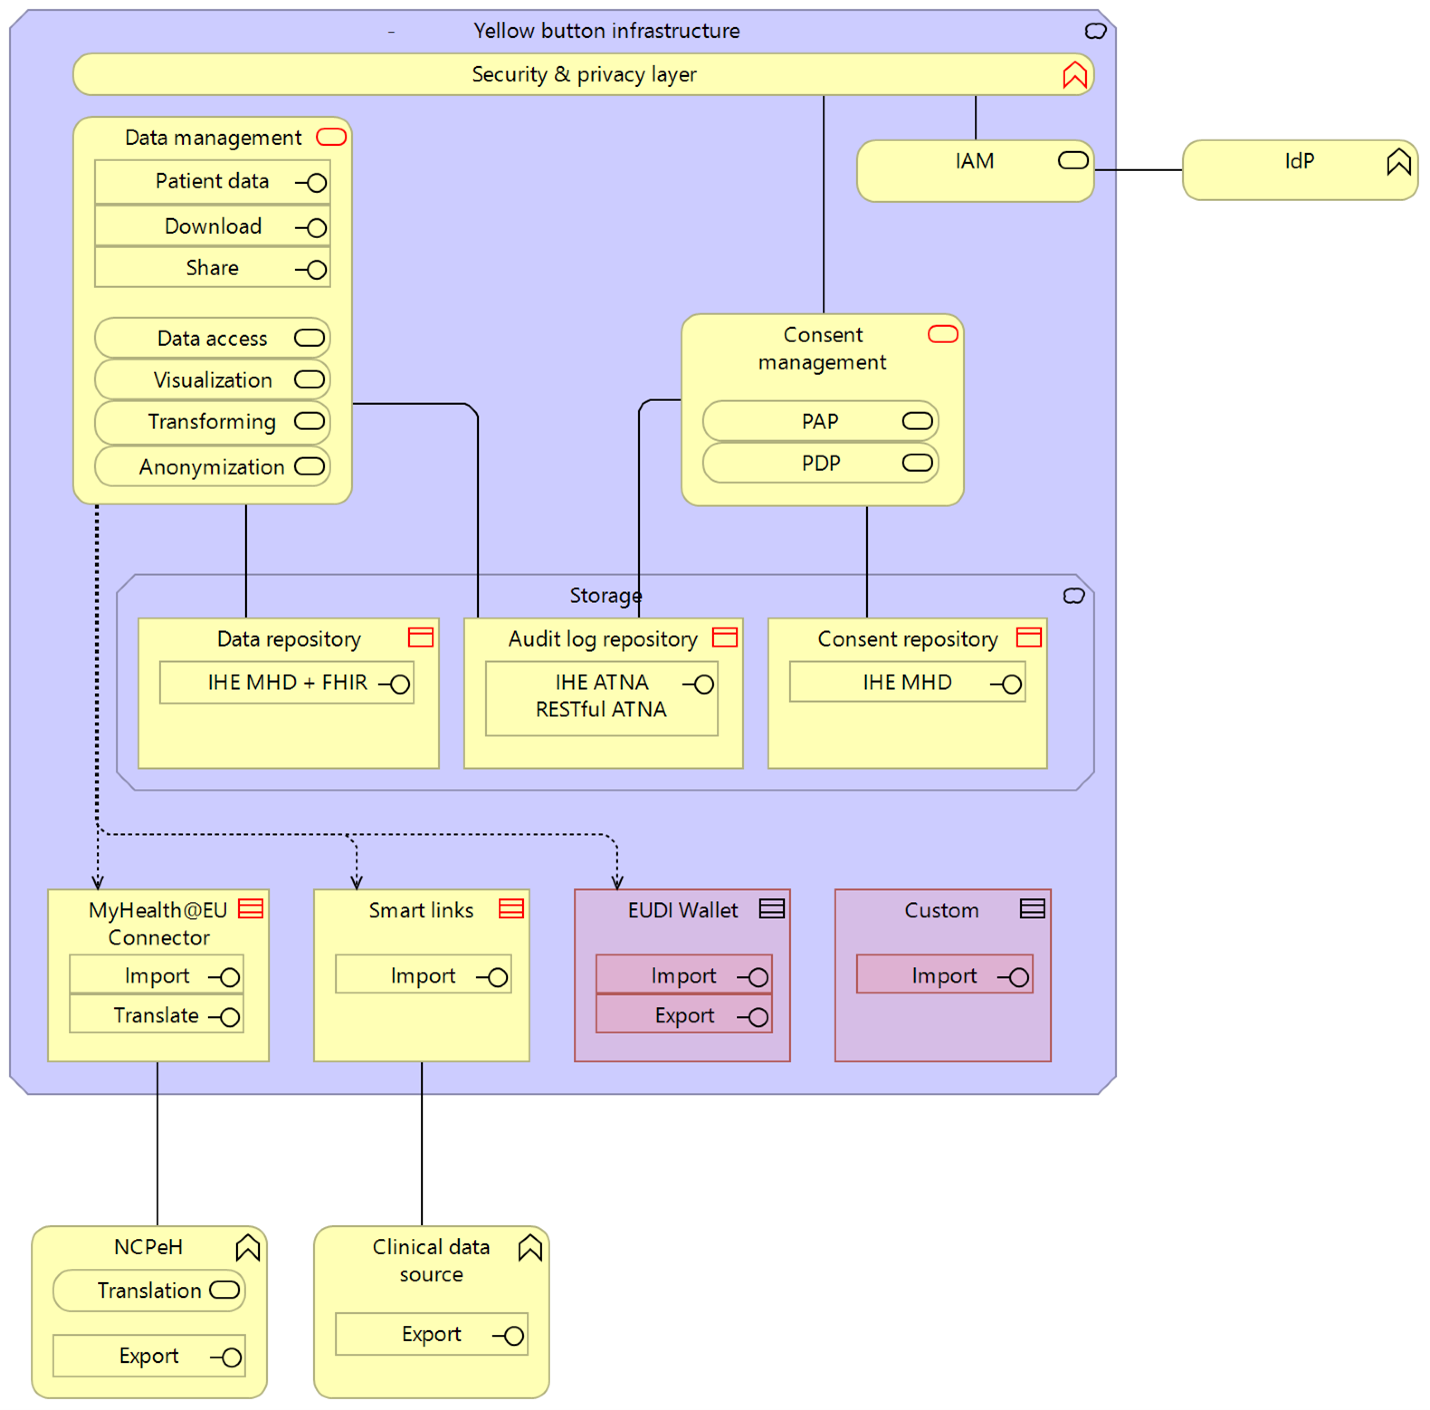 - Yellow button infrastructure
Security & privacy layer
Data management
Patient data
Download
Share
Data access
Visualization
Transforming
Anonymization
IAM
IdP
Consent
management
PAP
PDP
Storage
Data repository
IHE MHD + FHIR
Audit log repository
IHE ATNA
RESTful ATNA
Consent repository
IHE MHD
MyHealth@EU
Connector
Import
Translate
Smart links
Import
EUDI Wallet
Import
Export
Custom
Import
NCPeH
Translation
Export
Clinical data
source
Export